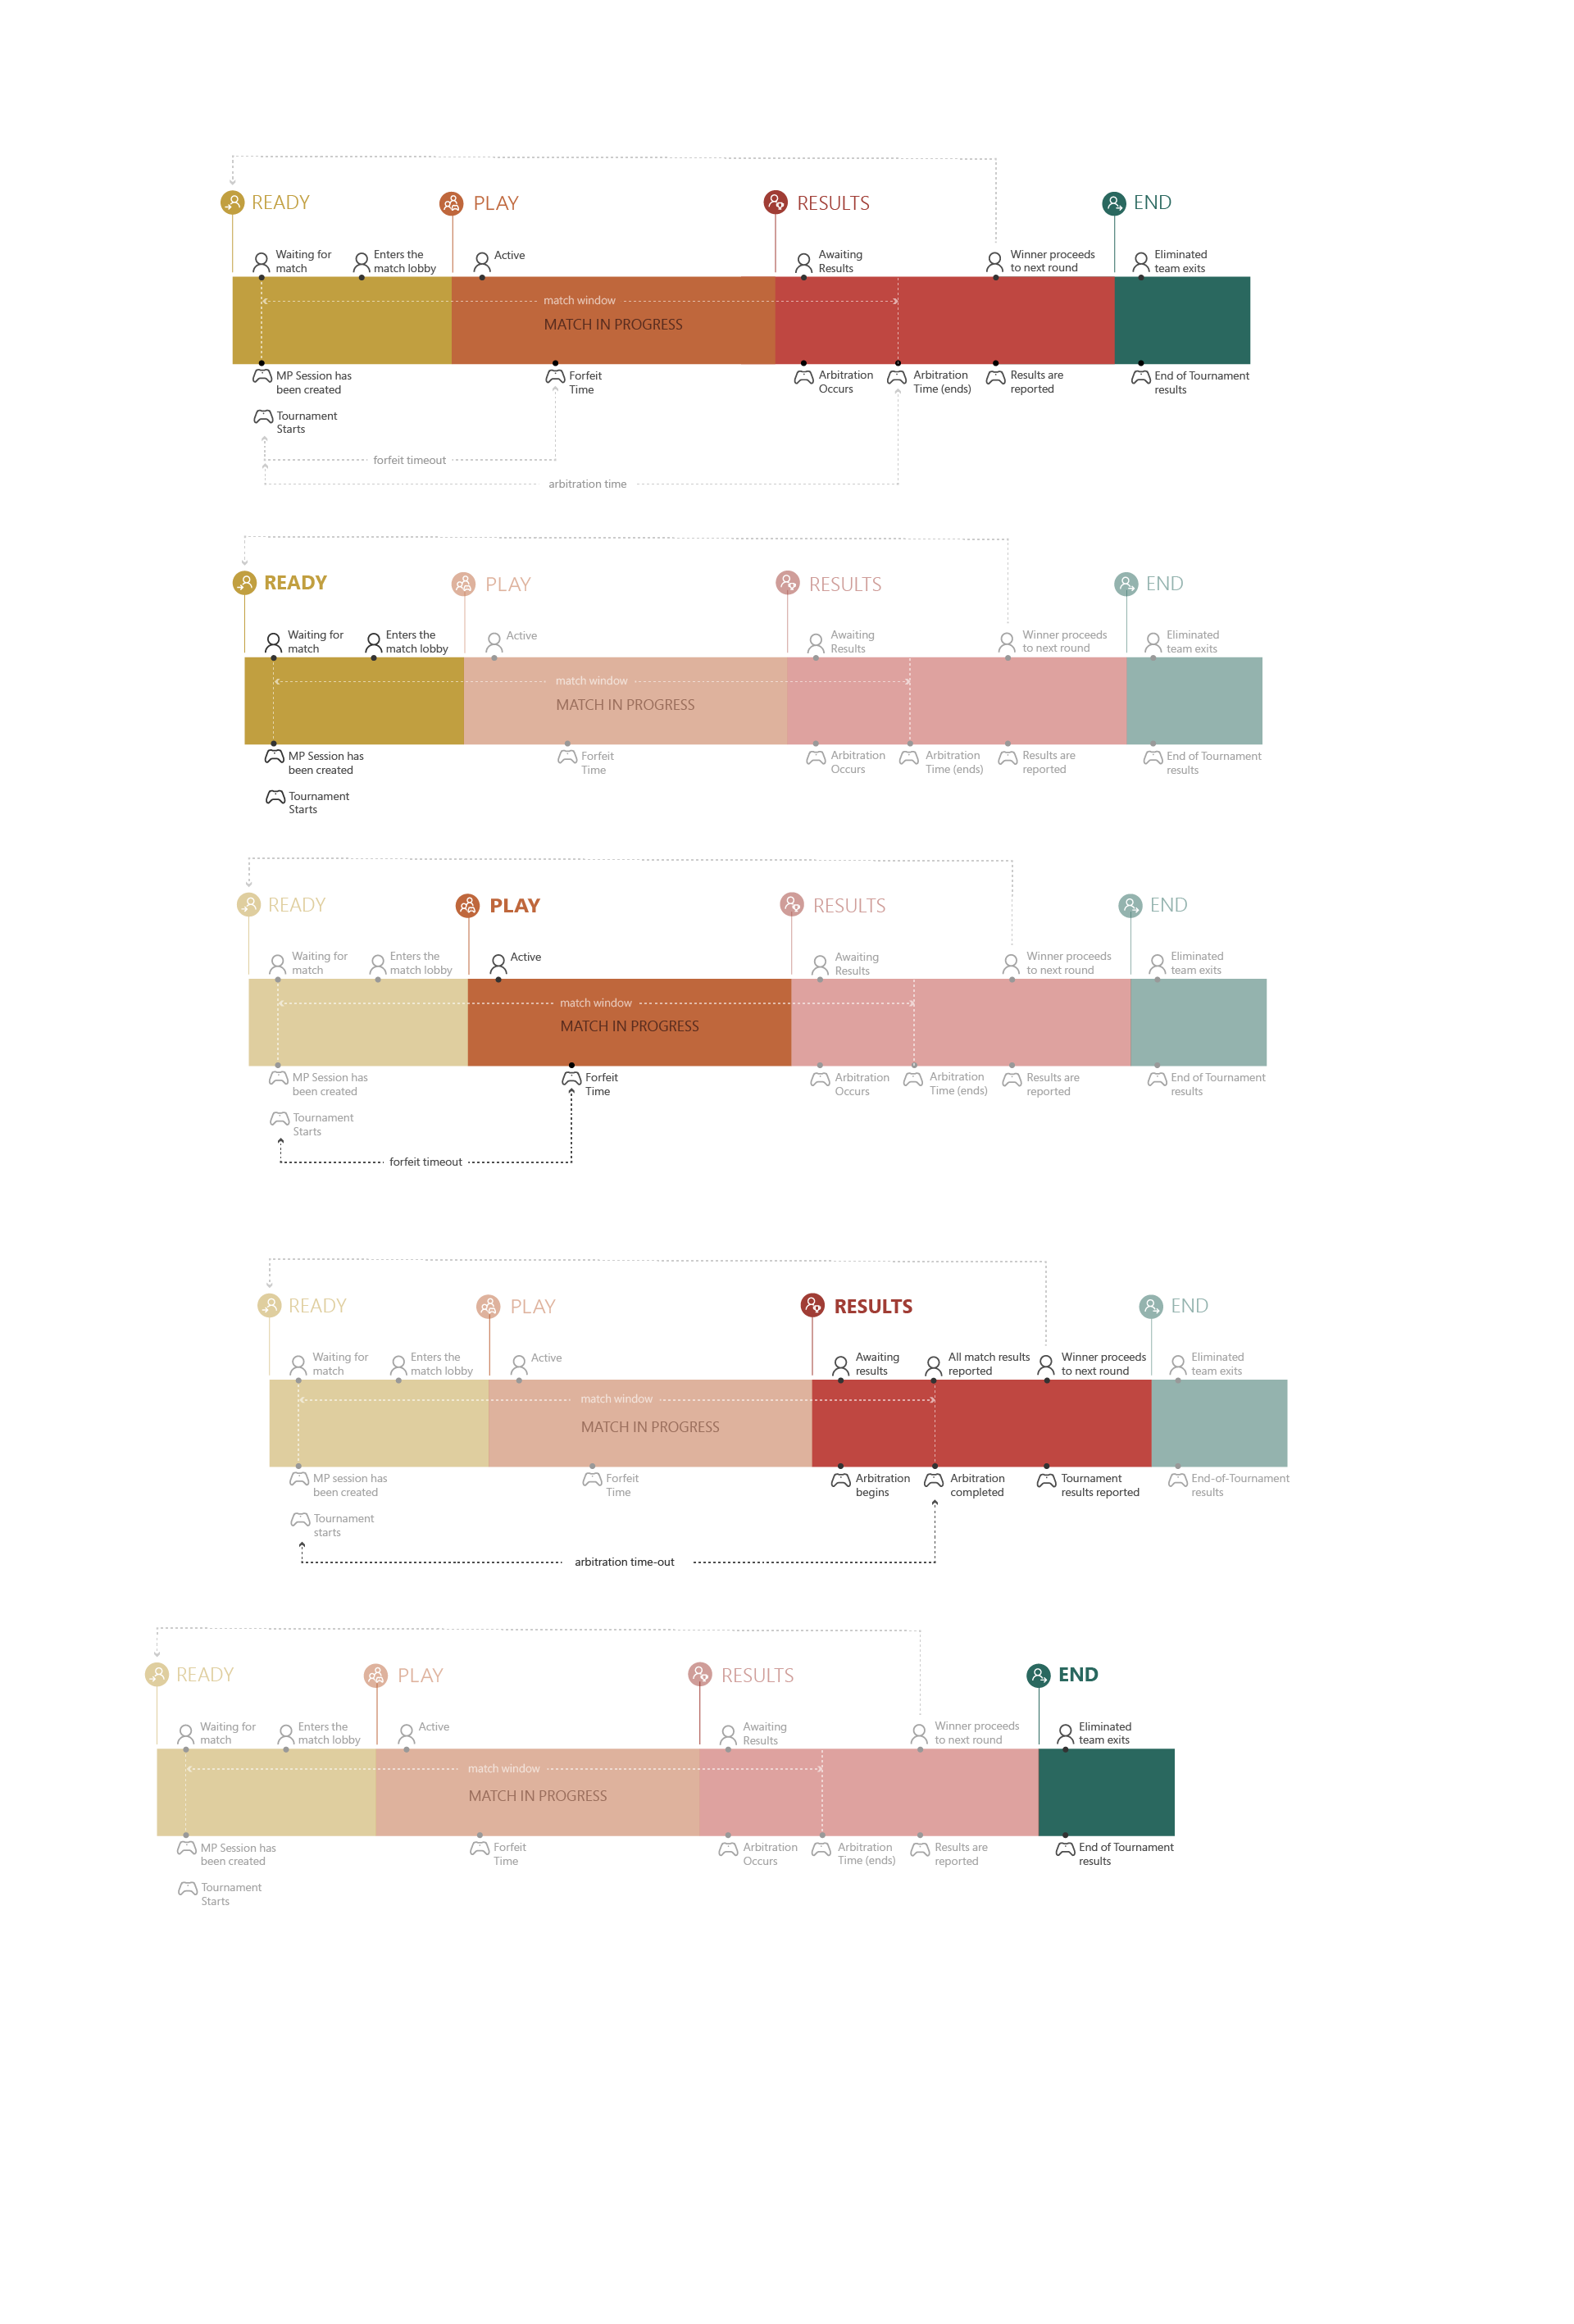 READY
PLAY
RESULTS
END
Waiting for
match
Enters the
match lobby
Active
Awaiting
Results
Winner proceeds
to next round
Eliminated
team exits
match window
MATCH IN PROGRESS
MP Session has
been created
Forfeit
Time
Arbitration
Occurs
Arbitration
Time (ends)
Results are
reported
End of Tournament
results
Tournament
Starts
forfeit timeout
arbitration time
READY
PLAY
RESULTS
END
Waiting for
match
Enters the
match lobby
Active
Awaiting
Results
Winner proceeds
to next round
Eliminated
team exits
match window
MATCH IN PROGRESS
MP Session has
been created
Forfeit
Time
Arbitration
Occurs
Arbitration
Time (ends)
Results are
reported
End of Tournament
results
Tournament
Starts
READY
PLAY
RESULTS
END
Waiting for
match
Enters the
match lobby
Active
Awaiting
Results
Winner proceeds
to next round
Eliminated
team exits
match window
MATCH IN PROGRESS
MP Session has
been created
Forfeit
Time
Arbitration
Occurs
Arbitration
Time (ends)
Results are
reported
End of Tournament
results
Tournament
Starts
forfeit timeout
READY
PLAY
RESULTS
END
Waiting for
match
Enters the
match lobby
Active
Awaiting
results
All match results
reported
Winner proceeds
to next round
Eliminated
team exits
match window
MATCH IN PROGRESS
MP session has
been created
Forfeit
Time
Arbitration
begins
Arbitration
completed
Tournament
results reported
End-of-Tournament
results
Tournament
starts
arbitration time-out
READY
PLAY
RESULTS
END
Waiting for
match
Enters the
match lobby
Active
Awaiting
Results
Winner proceeds
to next round
Eliminated
team exits
match window
MATCH IN PROGRESS
MP Session has
been created
Forfeit
Time
Arbitration
Occurs
Arbitration
Time (ends)
Results are
reported
End of Tournament
results
Tournament
Starts